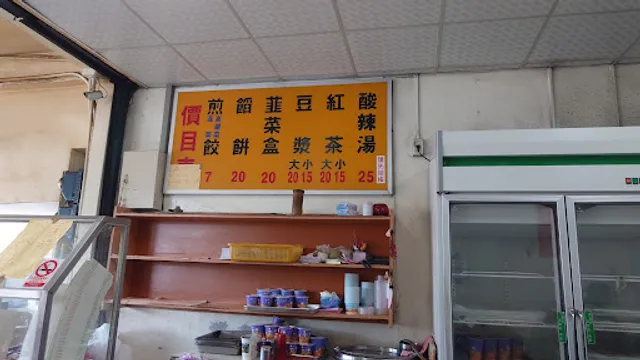 酸辣湯 25
紅茶 大小 20 15
豆漿 大小 20 15
韮菜盒 20
餡餅 20
煎餃 7
價目